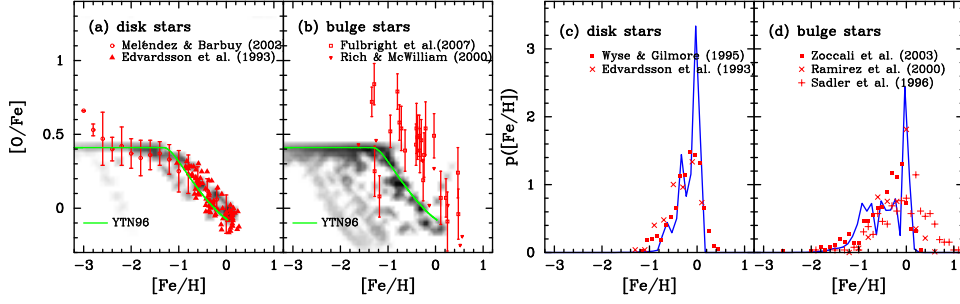 (a) disk stars
Meléndez & Barbuy (2002
Edvardsson et al. (1993)
YTN96
[O/Fe]
1
0.5
0
−3 −2 −1 0
[Fe/H]
(b) bulge stars
Fulbright et al.(2007)
Rich & McWilliam (2000)
YTN96
−3 −2 −1 0 1
[Fe/H]
(c) disk stars
Wyse & Gilmore (1995)
Edvardsson et al. (1993)
p([Fe/H])
3
2
1
0
−3 −2 −1 0
[Fe/H]
(d) bulge stars
Zoccali et al. (2003)
Ramirez et al. (2000)
Sadler et al. (1996)
−3 −2 −1 0 1
[Fe/H]